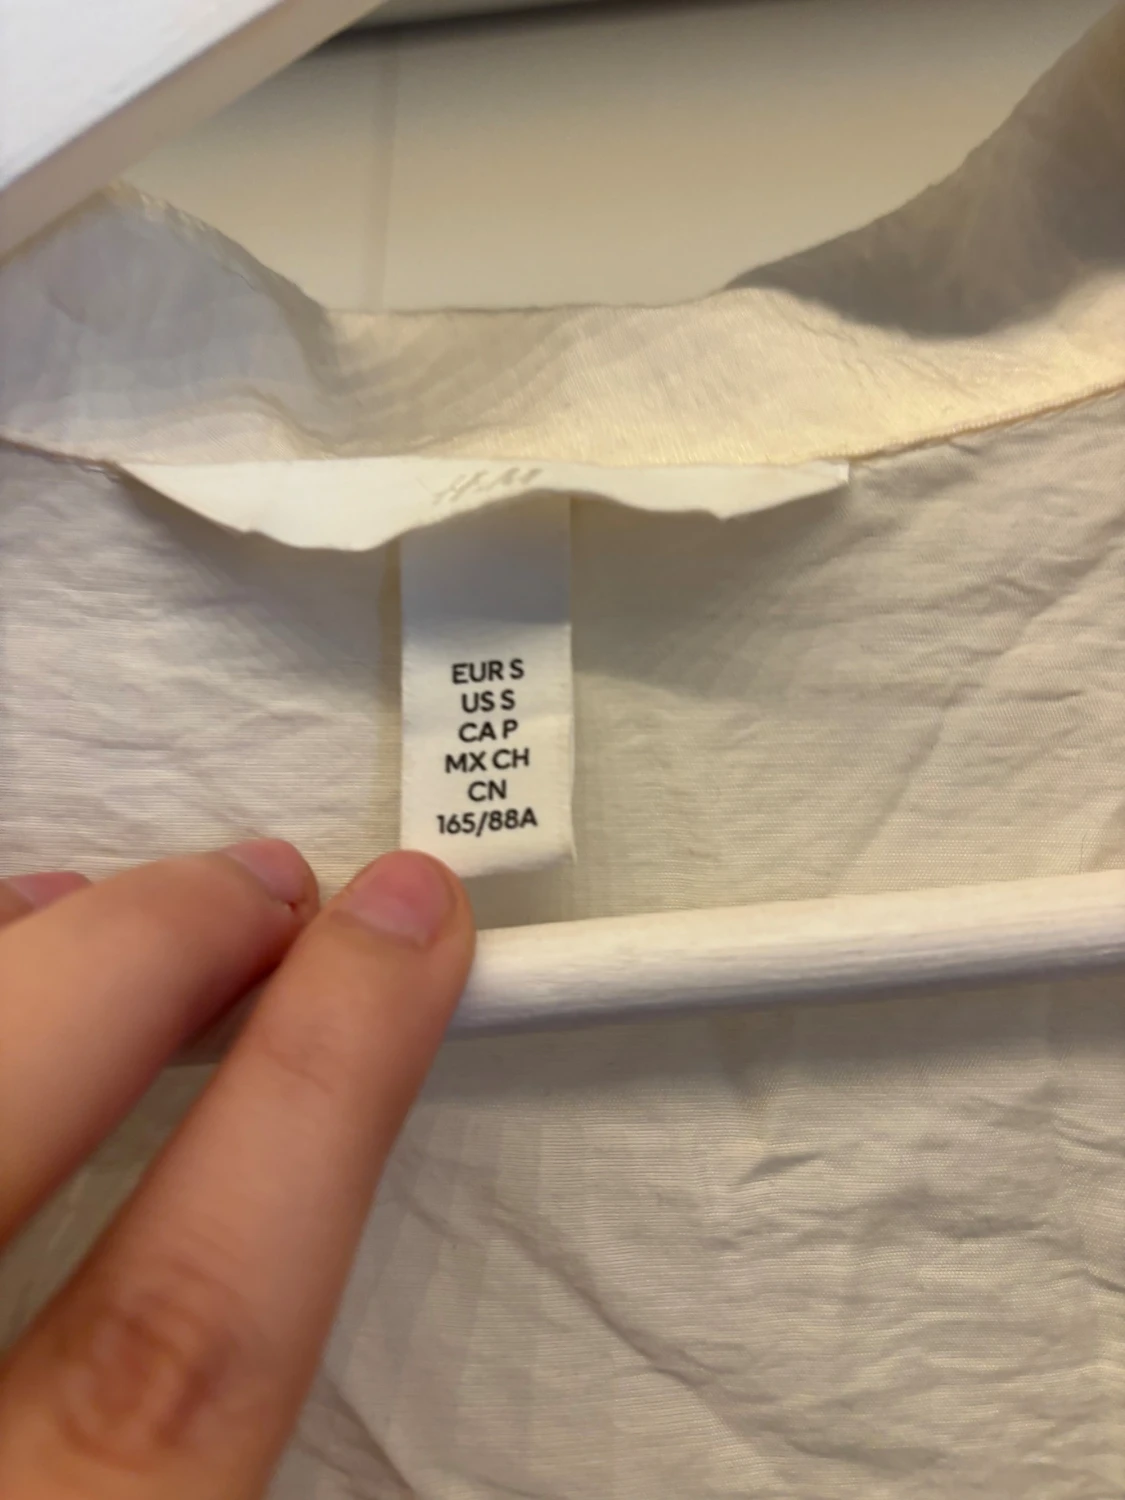 H&M
EUR S
US S
CA P
MX CH
CN
165/88A